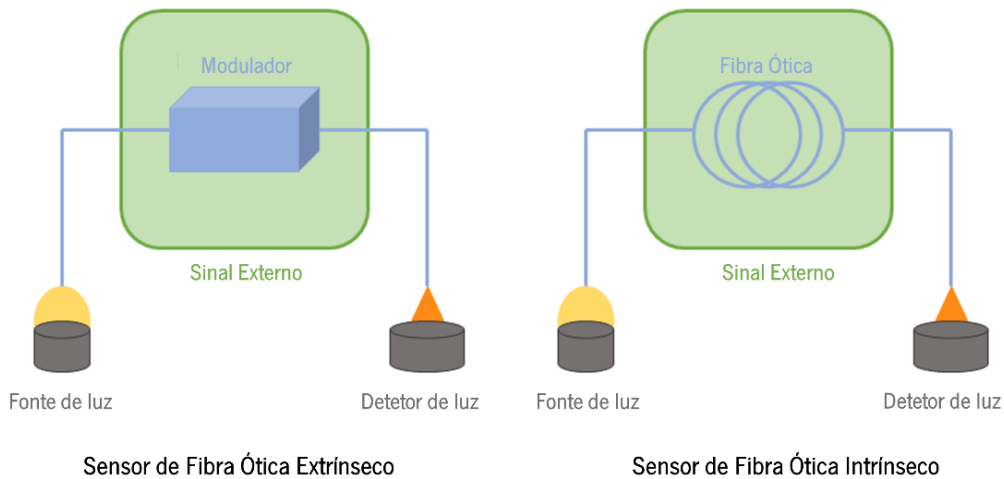 Modulador
Sinal Externo
Fonte de luz
Detetor de luz
Sensor de Fibra Ótica Extrínseco
Fibra Ótica
Sinal Externo
Fonte de luz
Detetor de luz
Sensor de Fibra Ótica Intrínseco